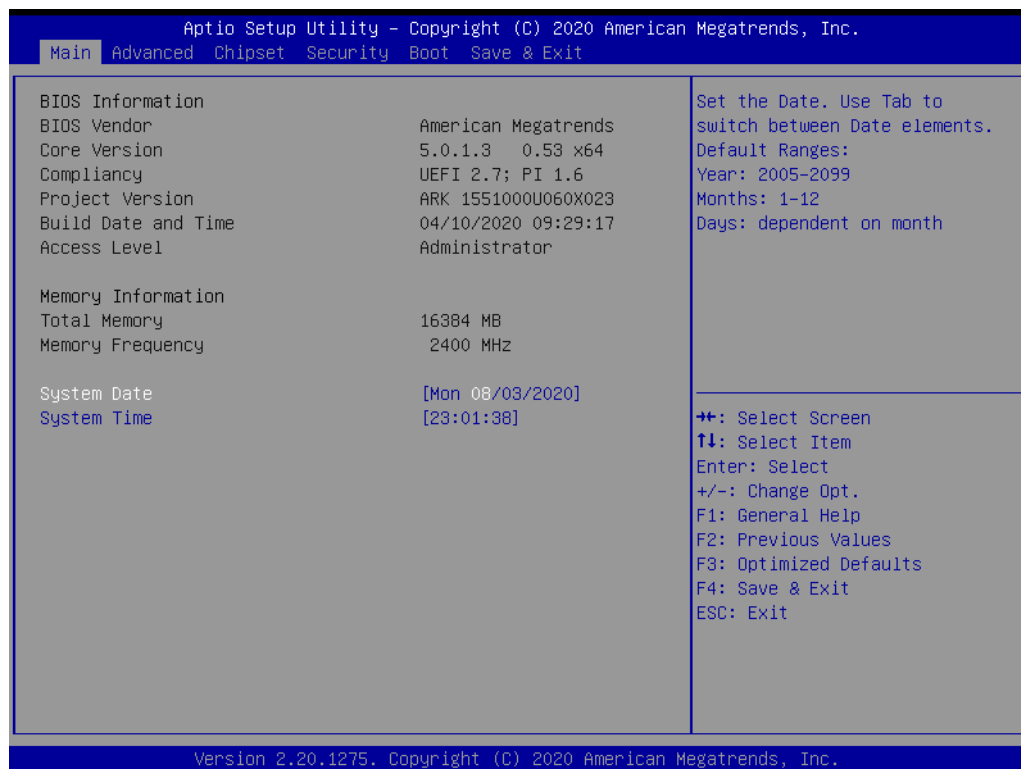 Aptio Setup Utility – Copyright (C) 2020 American Megatrends, Inc.
Main Advanced Chipset Security Boot Save & Exit
BIOS Information
BIOS Vendor American Megatrends
Core Version 5.0.1.3 0.53 x64
Compliancy UEFI 2.7; PI 1.6
Project Version ARK 1551000U060X023
Build Date and Time 04/10/2020 09:29:17
Access Level Administrator
Memory Information
Total Memory 16384 MB
Memory Frequency 2400 MHz
System Date [Mon 08/03/2020]
System Time [23:01:38]
Set the Date. Use Tab to
switch between Date elements.
Default Ranges:
Year: 2005-2099
Months: 1-12
Days: dependent on month
→←: Select Screen
↑↓: Select Item
Enter: Select
+/-: Change Opt.
F1: General Help
F2: Previous Values
F3: Optimized Defaults
F4: Save & Exit
ESC: Exit
Version 2.20.1275. Copyright (C) 2020 American Megatrends, Inc.